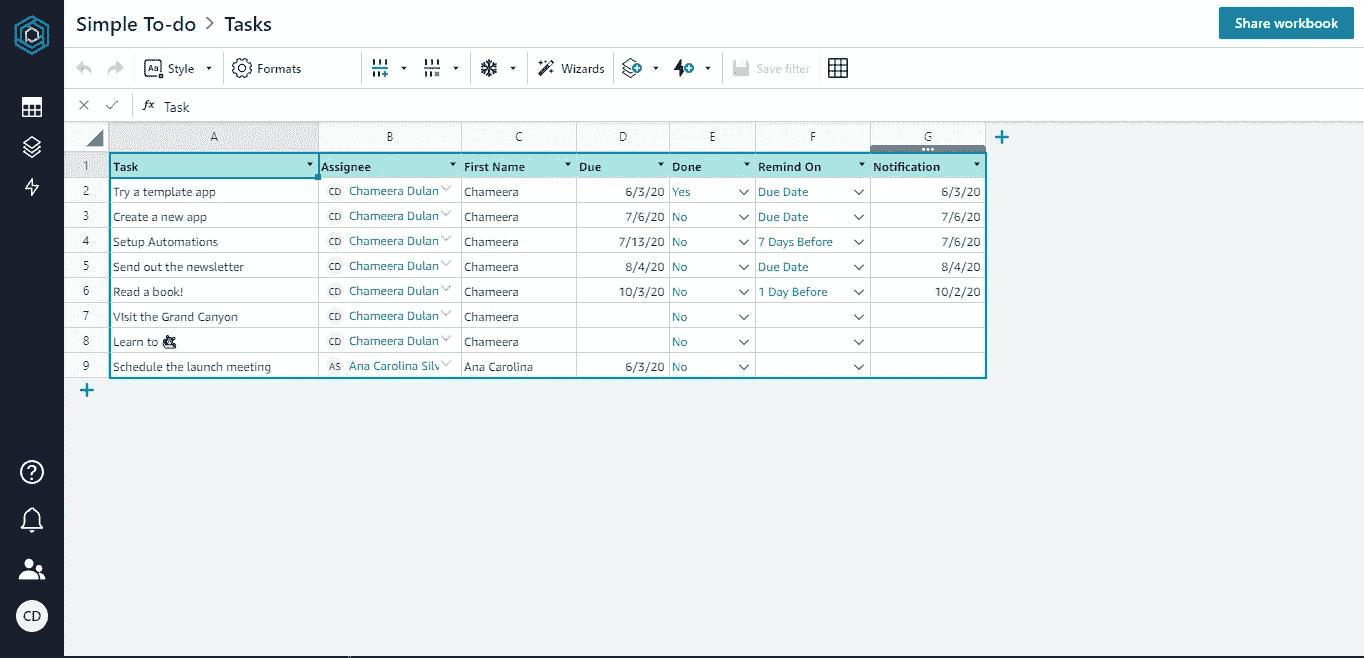 Simple To-do > Tasks
Share workbook
Aa Style Formats Wizards Save filter
fx Task
A B C D E F G
1 Task Assignee First Name Due Done Remind On Notification
2 Try a template app CD Chameera Dulan Chameera 6/3/20 Yes Due Date 6/3/20
3 Create a new app CD Chameera Dulan Chameera 7/6/20 No Due Date 7/6/20
4 Setup Automations CD Chameera Dulan Chameera 7/13/20 No 7 Days Before 7/6/20
5 Send out the newsletter CD Chameera Dulan Chameera 8/4/20 No Due Date 8/4/20
6 Read a book! CD Chameera Dulan Chameera 10/3/20 No 1 Day Before 10/2/20
7 VIsit the Grand Canyon CD Chameera Dulan Chameera No
8 Learn to CD Chameera Dulan Chameera No
9 Schedule the launch meeting AS Ana Carolina Silv Ana Carolina 6/3/20 No
CD